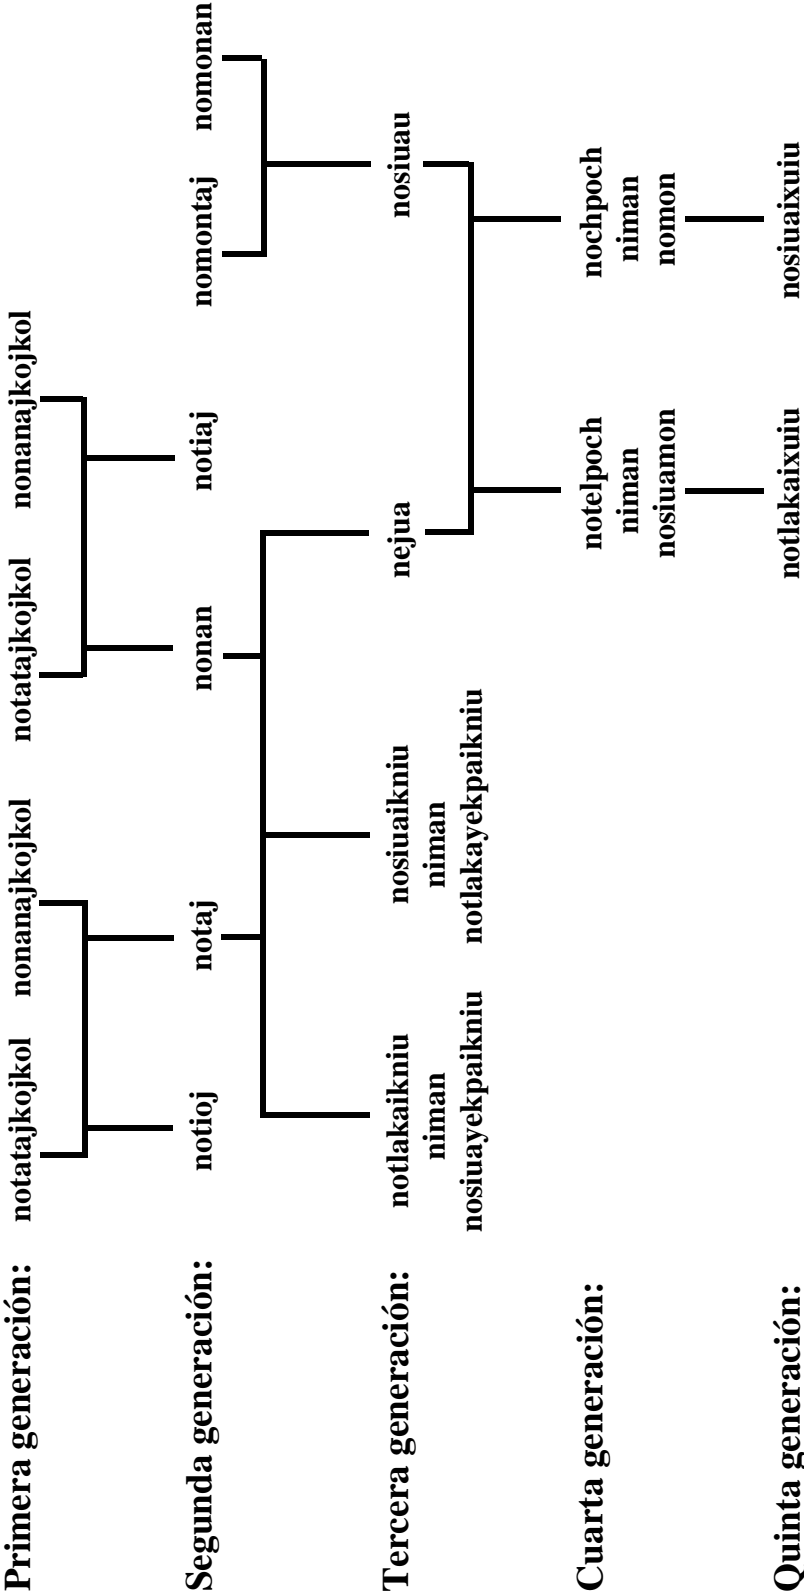 Primera generación: notatajkojkol nonanajkojkol notatajkojkol nonanajkojkol
Segunda generación: notioj notaj nonan notiaj nomontaj nomonan
Tercera generación: notlakaikniu nosiuaikniu nejua nosiuau
niman niman
nosiuayekpaikniu notlakayekpaikniu
Cuarta generación: notelpoch nochpoch
niman niman
nosiuamon nomon
Quinta generación: notlakaixuiu nosiuaixuiu